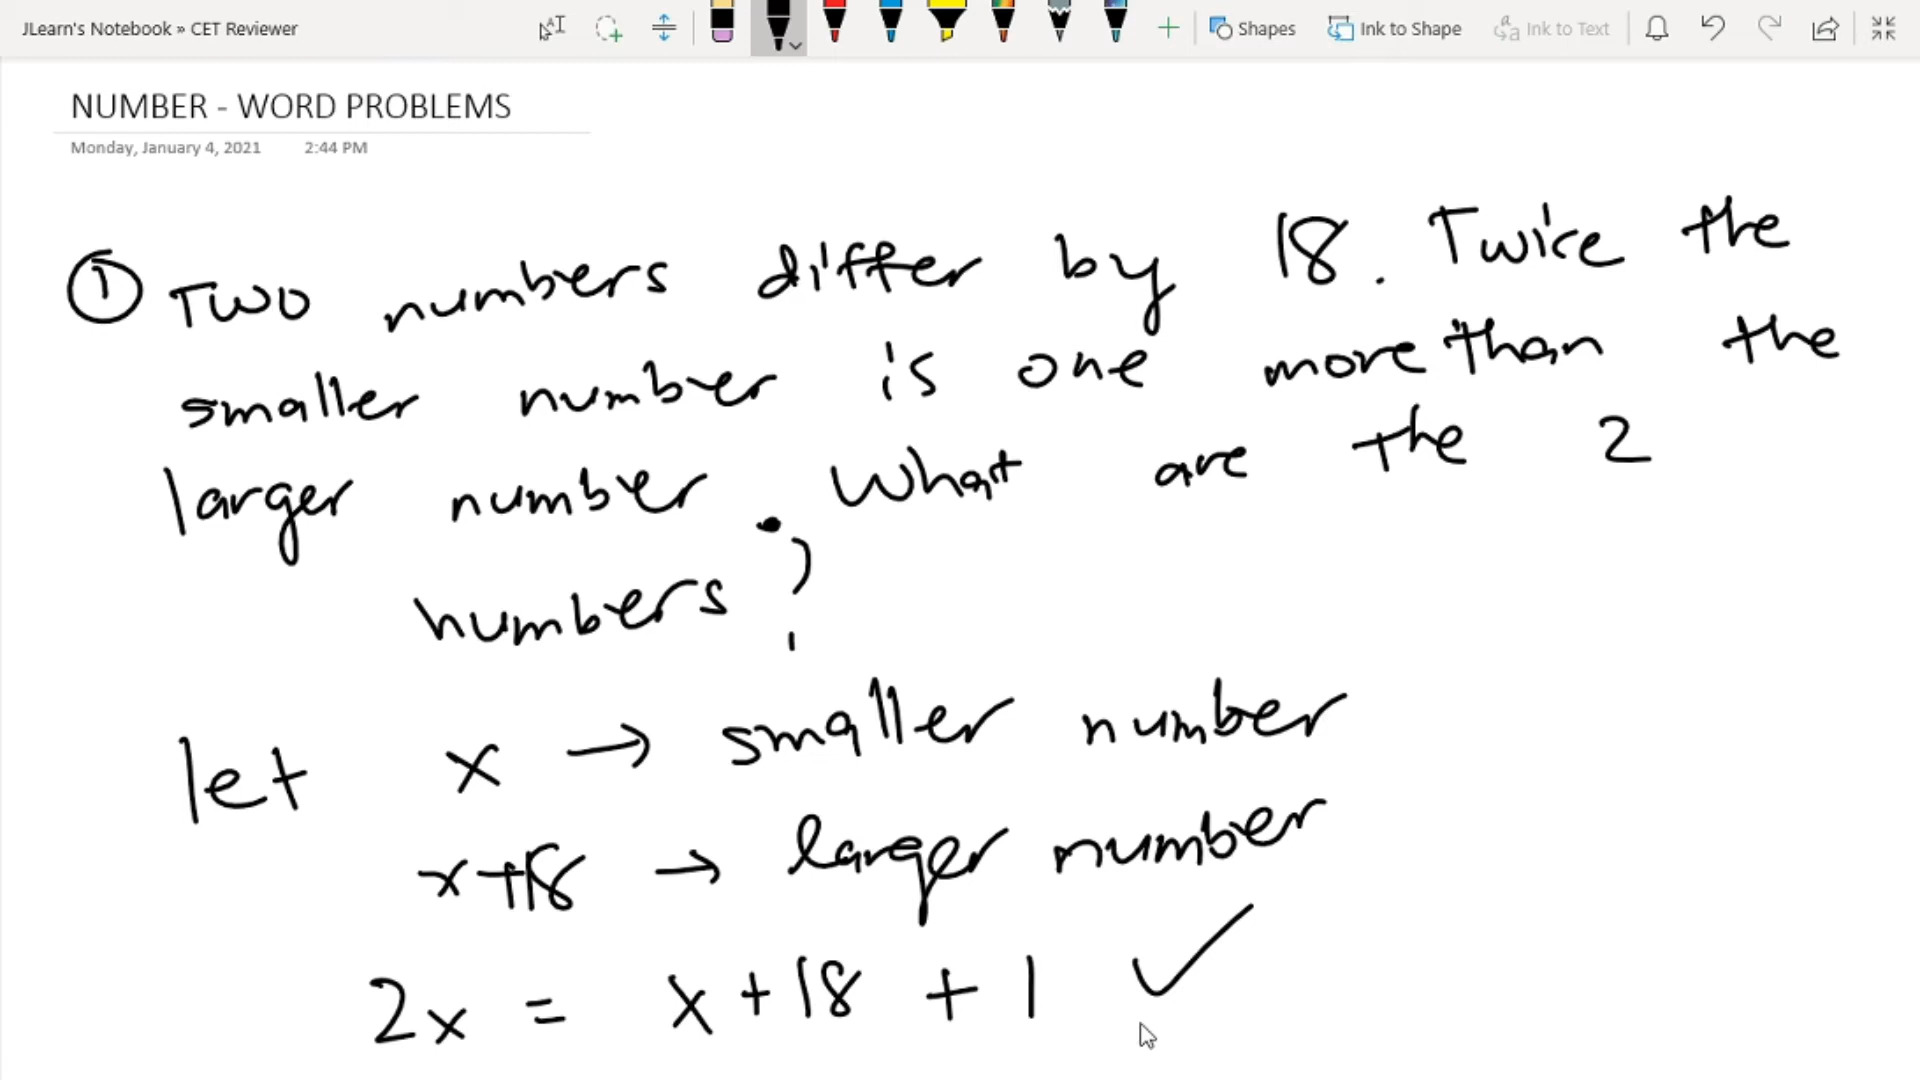 JLearn's Notebook » CET Reviewer
Shapes
Ink to Shape
Ink to Text
NUMBER - WORD PROBLEMS
Monday, January 4, 2021 2:44 PM
① Two numbers differ by 18. Twice the
smaller number is one more than the
larger number. What are the 2
numbers?
let x → smaller number
x+18 → larger number
2x = x+18 + 1 ✓